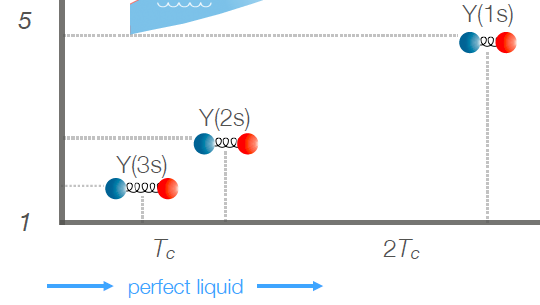 5
Y(1s)
Y(2s)
Y(3s)
1
Tc 2Tc
perfect liquid